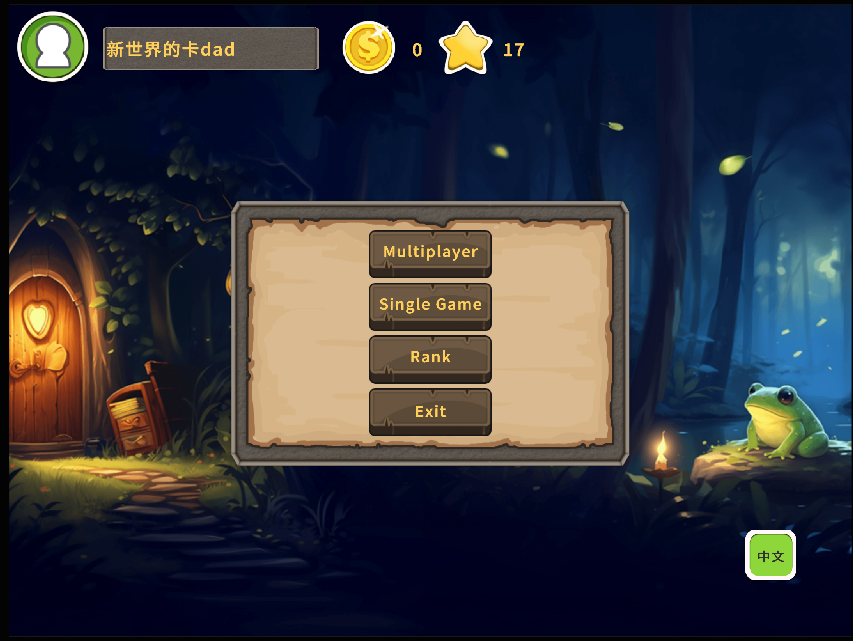 新世界的卡dad
0
17
Multiplayer
Single Game
Rank
Exit
中文